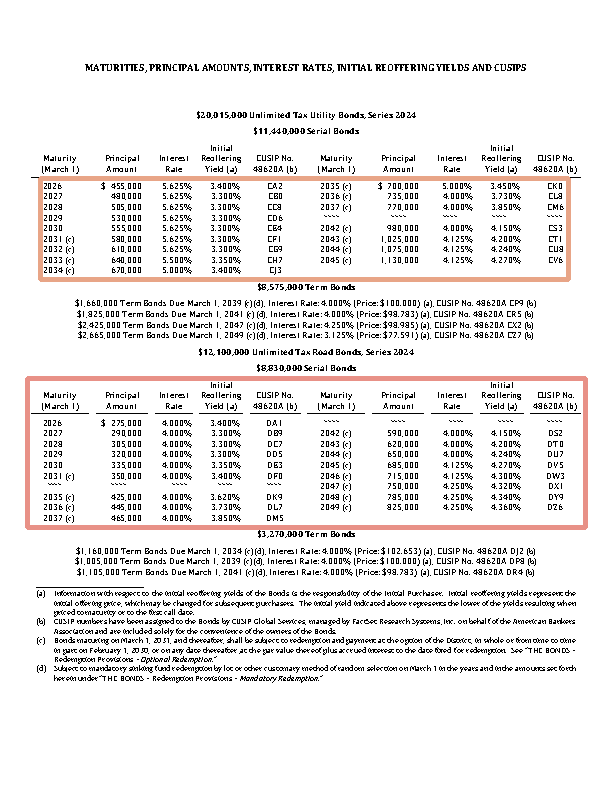 MATURITIES, PRINCIPAL AMOUNTS, INTEREST RATES, INITIAL REOFFERING YIELDS AND CUSIPS
$20,015,000 Unlimited Tax Utility Bonds, Series 2024
$11,440,000 Serial Bonds
Initial Initial
Maturity Principal Interest Reoffering CUSIP No. Maturity Principal Interest Reoffering CUSIP No.
(March 1) Amount Rate Yield (a) 48620A (b) (March 1) Amount Rate Yield (a) 48620A (b)
2026 $ 455,000 5.625% 3.400% CA2 2035 (c) $ 700,000 5.000% 3.450% CK0
2027 480,000 5.625% 3.300% CB0 2036 (c) 735,000 4.000% 3.730% CL8
2028 505,000 5.625% 3.300% CC8 2037 (c) 770,000 4.000% 3.850% CM6
2029 530,000 5.625% 3.300% CD6 ~~~~ ~~~~ ~~~~ ~~~~ ~~~~
2030 555,000 5.625% 3.300% CE4 2042 (c) 980,000 4.000% 4.150% CS3
2031 (c) 580,000 5.625% 3.300% CF1 2043 (c) 1,025,000 4.125% 4.200% CT1
2032 (c) 610,000 5.625% 3.300% CG9 2044 (c) 1,075,000 4.125% 4.240% CU8
2033 (c) 640,000 5.500% 3.350% CH7 2045 (c) 1,130,000 4.125% 4.270% CV6
2034 (c) 670,000 5.000% 3.400% CJ3
$8,575,000 Term Bonds
$1,660,000 Term Bonds Due March 1, 2039 (c)(d), Interest Rate: 4.000% (Price: $100.000) (a), CUSIP No. 48620A CP9 (b)
$1,825,000 Term Bonds Due March 1, 2041 (c)(d), Interest Rate: 4.000% (Price: $98.783) (a), CUSIP No. 48620A CR5 (b)
$2,425,000 Term Bonds Due March 1, 2047 (c)(d), Interest Rate: 4.250% (Price: $98.985) (a), CUSIP No. 48620A CX2 (b)
$2,665,000 Term Bonds Due March 1, 2049 (c)(d), Interest Rate: 3.125% (Price: $77.591) (a), CUSIP No. 48620A CZ7 (b)
$12,100,000 Unlimited Tax Road Bonds, Series 2024
$8,830,000 Serial Bonds
Initial Initial
Maturity Principal Interest Reoffering CUSIP No. Maturity Principal Interest Reoffering CUSIP No.
(March 1) Amount Rate Yield (a) 48620A (b) (March 1) Amount Rate Yield (a) 48620A (b)
2026 $ 275,000 4.000% 3.400% DA1 ~~~~ ~~~~ ~~~~ ~~~~ ~~~~
2027 290,000 4.000% 3.300% DB9 2042 (c) 590,000 4.000% 4.150% DS2
2028 305,000 4.000% 3.300% DC7 2043 (c) 620,000 4.000% 4.200% DT0
2029 320,000 4.000% 3.300% DD5 2044 (c) 650,000 4.000% 4.240% DU7
2030 335,000 4.000% 3.350% DE3 2045 (c) 685,000 4.125% 4.270% DV5
2031 (c) 350,000 4.000% 3.400% DF0 2046 (c) 715,000 4.125% 4.300% DW3
~~~~ ~~~~ ~~~~ ~~~~ ~~~~ 2047 (c) 750,000 4.250% 4.320% DX1
2035 (c) 425,000 4.000% 3.620% DK9 2048 (c) 785,000 4.250% 4.340% DY9
2036 (c) 445,000 4.000% 3.730% DL7 2049 (c) 825,000 4.250% 4.360% DZ6
2037 (c) 465,000 4.000% 3.850% DM5
$3,270,000 Term Bonds
$1,160,000 Term Bonds Due March 1, 2034 (c)(d), Interest Rate: 4.000% (Price: $102.653) (a), CUSIP No. 48620A DJ2 (b)
$1,005,000 Term Bonds Due March 1, 2039 (c)(d), Interest Rate: 4.000% (Price: $100.000) (a), CUSIP No. 48620A DP8 (b)
$1,105,000 Term Bonds Due March 1, 2041 (c)(d), Interest Rate: 4.000% (Price: $98.783) (a), CUSIP No. 48620A DR4 (b)
(a) Information with respect to the initial reoffering yields of the Bonds is the responsibility of the Initial Purchaser. Initial reoffering yields represent the
initial offering price, which may be changed for subsequent purchasers. The initial yield indicated above represents the lower of the yields resulting when
priced to maturity or to the first call date.
(b) CUSIP numbers have been assigned to the Bonds by CUSIP Global Services, managed by FactSet Research Systems, Inc. on behalf of the American Bankers
Association and are included solely for the convenience of the owners of the Bonds.
(c) Bonds maturing on March 1, 2031, and thereafter, shall be subject to redemption and payment at the option of the District, in whole or from time to time
in part on February 1, 2030, or on any date thereafter at the par value thereof plus accrued interest to the date fixed for redemption. See "THE BONDS –
Redemption Provisions – Optional Redemption."
(d) Subject to mandatory sinking fund redemption by lot or other customary method of random selection on March 1 in the years and in the amounts set forth
herein under "THE BONDS – Redemption Provisions – Mandatory Redemption."